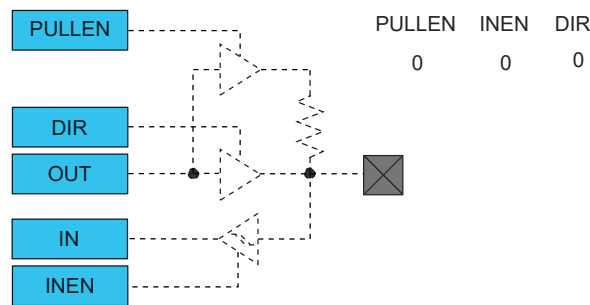 PULLEN
PULLEN INEN DIR
0 0 0
DIR
OUT
IN
INEN